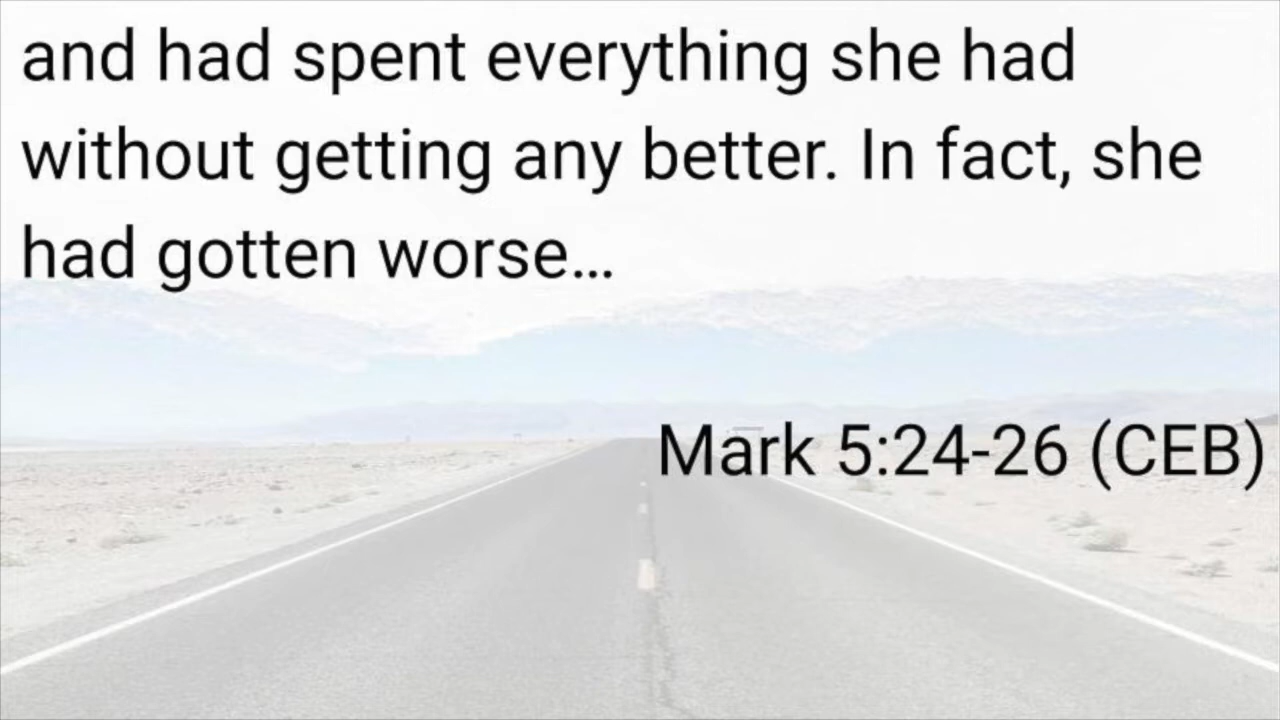 and had spent everything she had
without getting any better. In fact, she
had gotten worse…
Mark 5:24-26 (CEB)